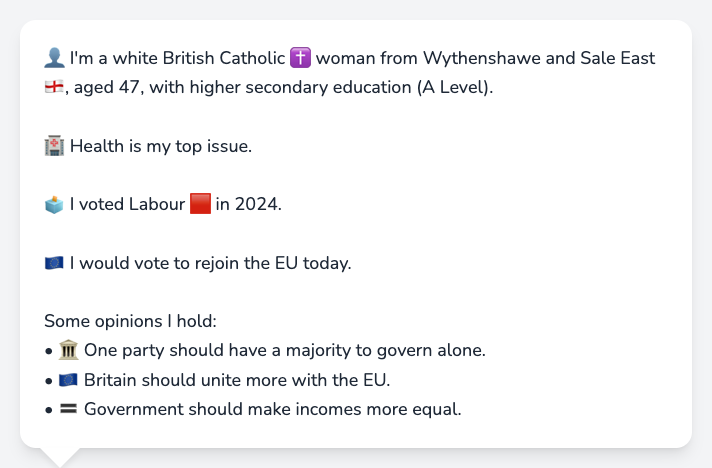 👤 I'm a white British Catholic ✝️ woman from Wythenshawe and Sale East
🏴󠁧󠁢󠁥󠁮󠁧󠁿, aged 47, with higher secondary education (A Level).
🏥 Health is my top issue.
🗳️ I voted Labour 🟥 in 2024.
🇪🇺 I would vote to rejoin the EU today.
Some opinions I hold:
• 🏛️ One party should have a majority to govern alone.
• 🇪🇺 Britain should unite more with the EU.
• 🟰 Government should make incomes more equal.